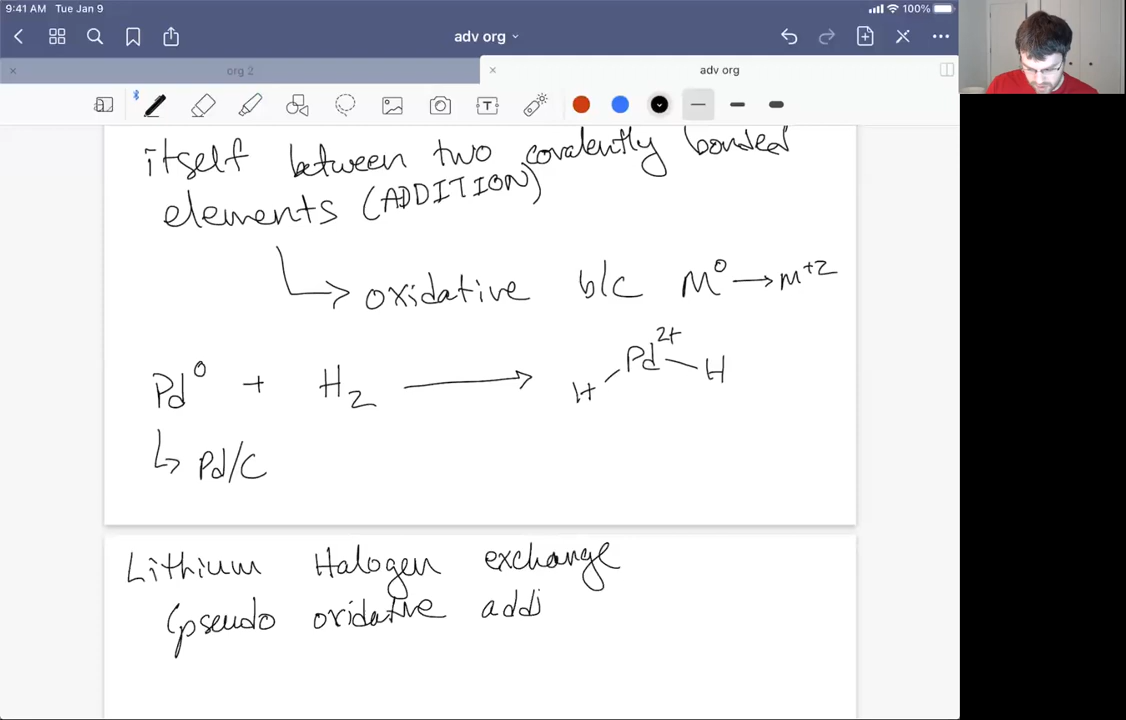 9:41 AM Tue Jan 9
100%
adv org
org 2
adv org
T
itself between two covalently bonded
elements (ADDITION)
oxidative b/c M⁰ → M⁺²
Pd⁰ + H₂ → H-Pd²⁺-H
↳ Pd/C
Lithium Halogen exchange
(pseudo oxidative addi